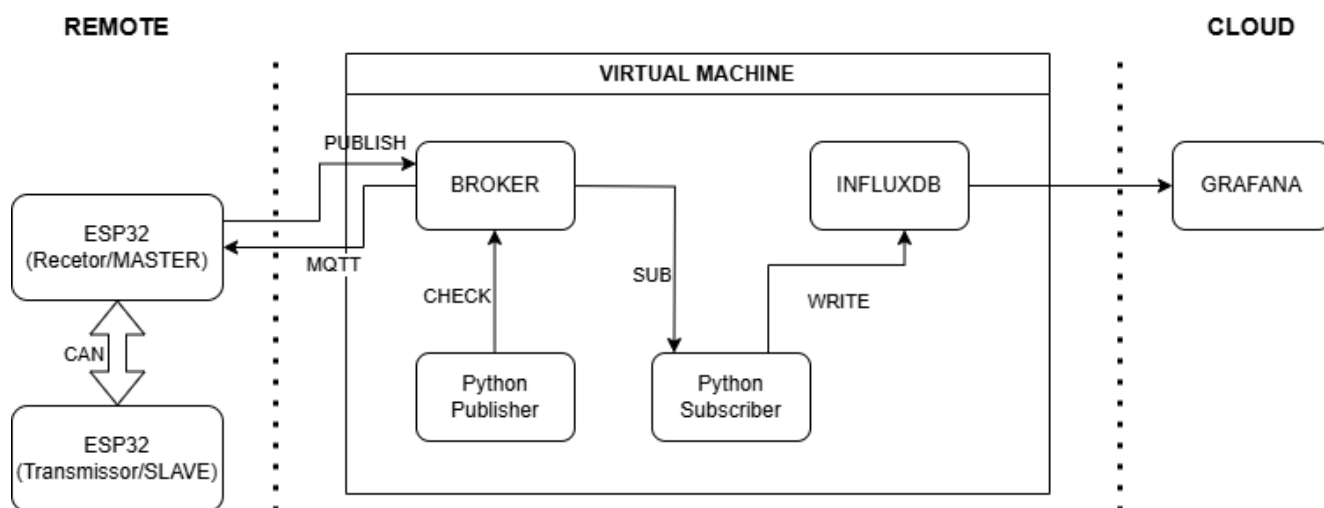 REMOTE
CLOUD
VIRTUAL MACHINE
PUBLISH
BROKER
INFLUXDB
GRAFANA
ESP32
(Recetor/MASTER)
MQTT
CHECK
SUB
WRITE
CAN
Python
Publisher
Python
Subscriber
ESP32
(Transmissor/SLAVE)